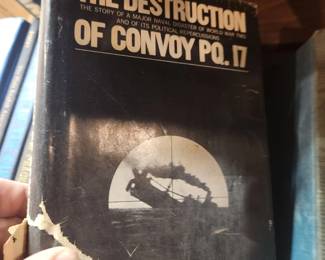 THE DESTRUCTION
THE STORY OF A MAJOR NAVAL DISASTER OF WORLD WAR TWO
AND OF ITS POLITICAL REPERCUSSIONS
OF CONVOY PQ.17